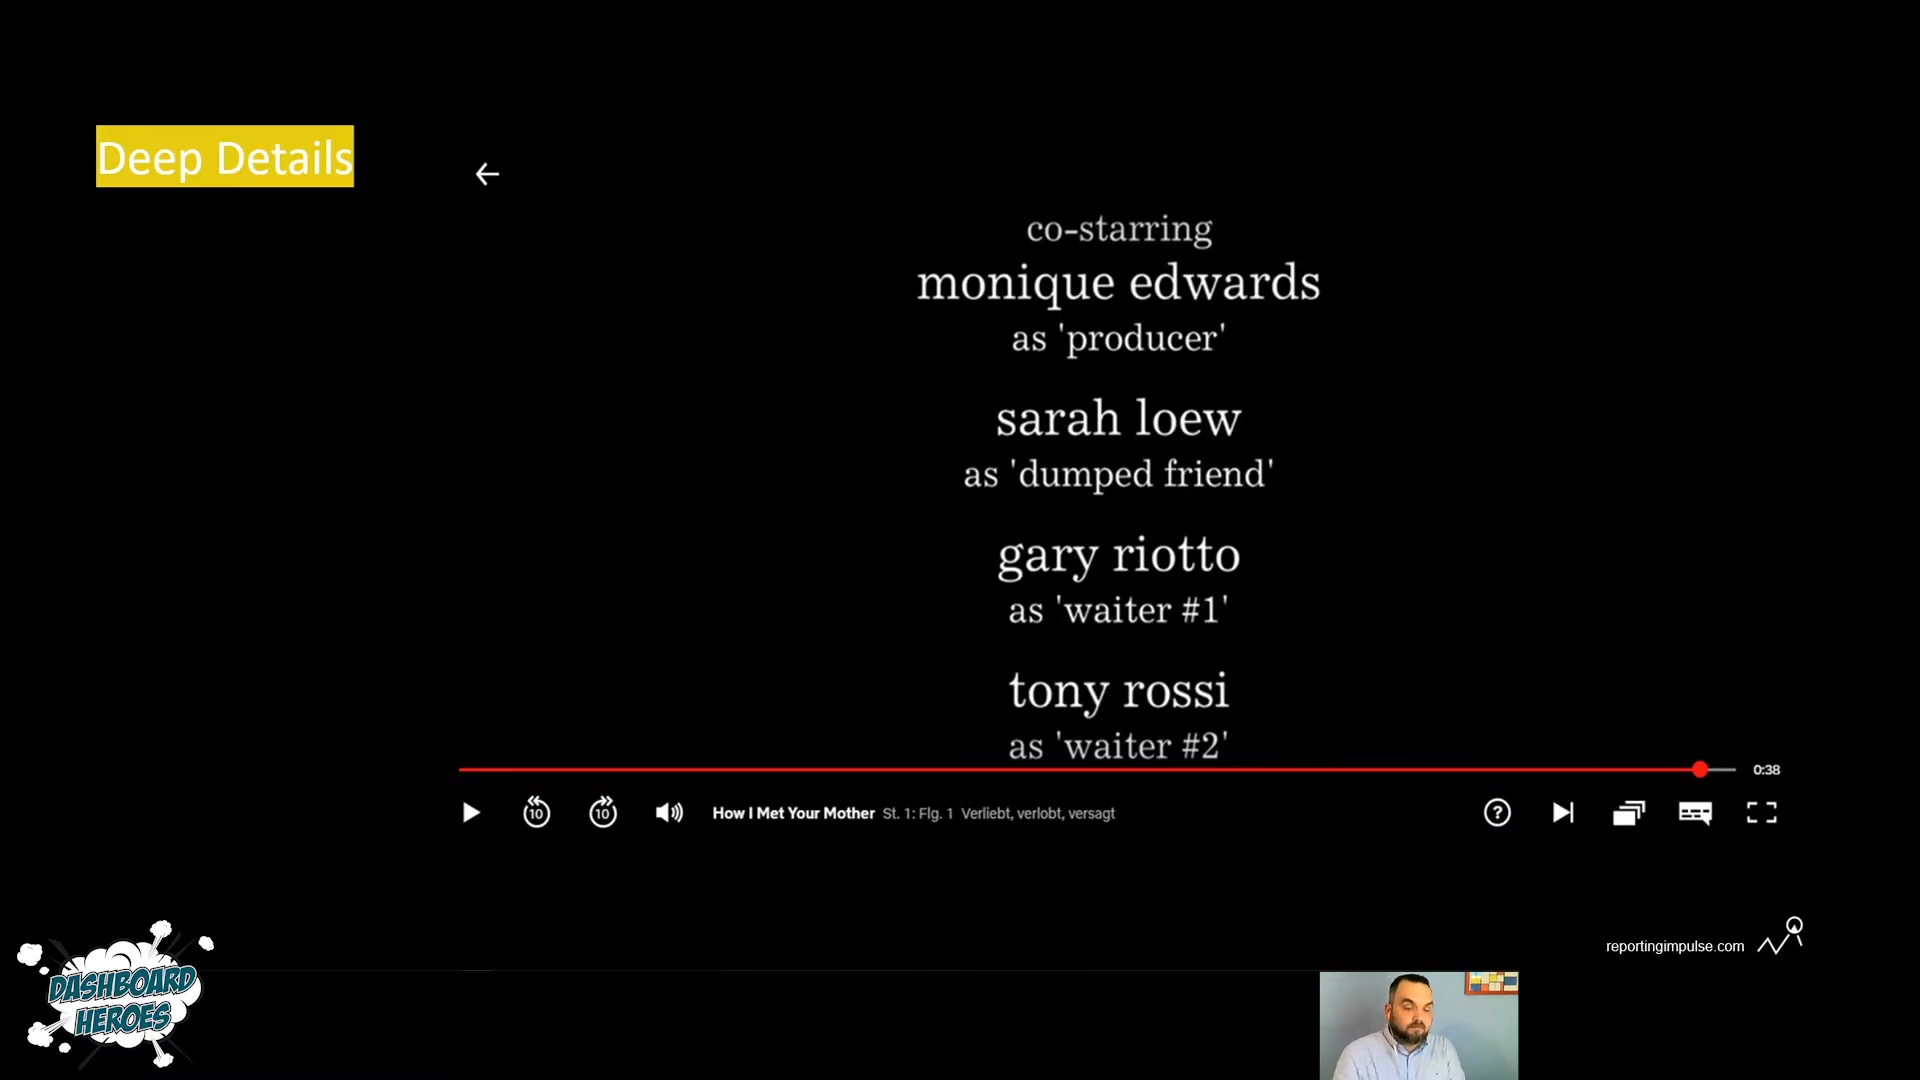 Deep Details
co-starring
monique edwards
as 'producer'
sarah loew
as 'dumped friend'
gary riotto
as 'waiter #1'
tony rossi
as 'waiter #2'
0:38
10
10
How I Met Your Mother St. 1: Flg. 1 Verliebt, verlobt, versagt
?
reportingimpulse.com
DASHBOARD
HEROES